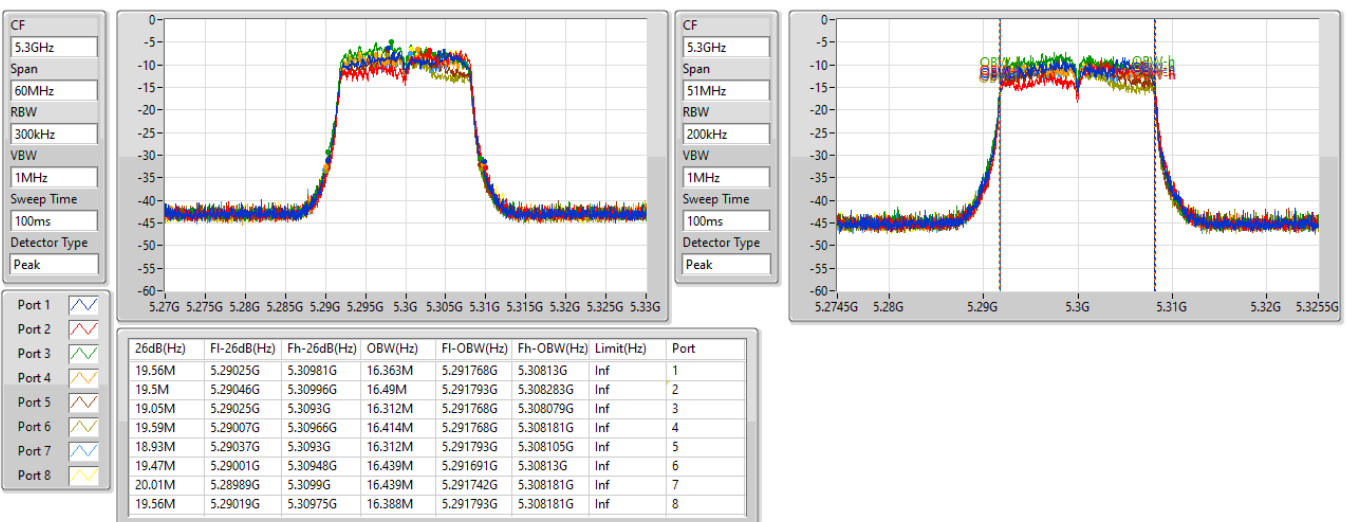 CF
5.3GHz
Span
60MHz
RBW
300kHz
VBW
1MHz
Sweep Time
100ms
Detector Type
Peak
0-
-5-
-10-
-15-
-20-
-25-
-30-
-35-
-40-
-45-
-50-
-55-
-60-
5.27G 5.275G 5.28G 5.285G 5.29G 5.295G 5.3G 5.305G 5.31G 5.315G 5.32G 5.325G 5.33G
CF
5.3GHz
Span
51MHz
RBW
200kHz
VBW
1MHz
Sweep Time
100ms
Detector Type
Peak
0-
-5-
-10-
-15-
-20-
-25-
-30-
-35-
-40-
-45-
-50-
-55-
-60-
5.2745G 5.28G 5.29G 5.3G 5.31G 5.32G 5.3255G
Port 1
Port 2
Port 3
Port 4
Port 5
Port 6
Port 7
Port 8
26dB(Hz) Fl-26dB(Hz) Fh-26dB(Hz) OBW(Hz) Fl-OBW(Hz) Fh-OBW(Hz) Limit(Hz) Port
19.56M 5.29025G 5.30981G 16.363M 5.291768G 5.30813G Inf 1
19.5M 5.29046G 5.30996G 16.49M 5.291793G 5.308283G Inf 2
19.05M 5.29025G 5.3093G 16.312M 5.291768G 5.308079G Inf 3
19.59M 5.29007G 5.30966G 16.414M 5.291768G 5.308181G Inf 4
18.93M 5.29037G 5.3093G 16.312M 5.291793G 5.308105G Inf 5
19.47M 5.29001G 5.30948G 16.439M 5.291691G 5.30813G Inf 6
20.01M 5.28989G 5.3099G 16.439M 5.291742G 5.308181G Inf 7
19.56M 5.29019G 5.30975G 16.388M 5.291793G 5.308181G Inf 8